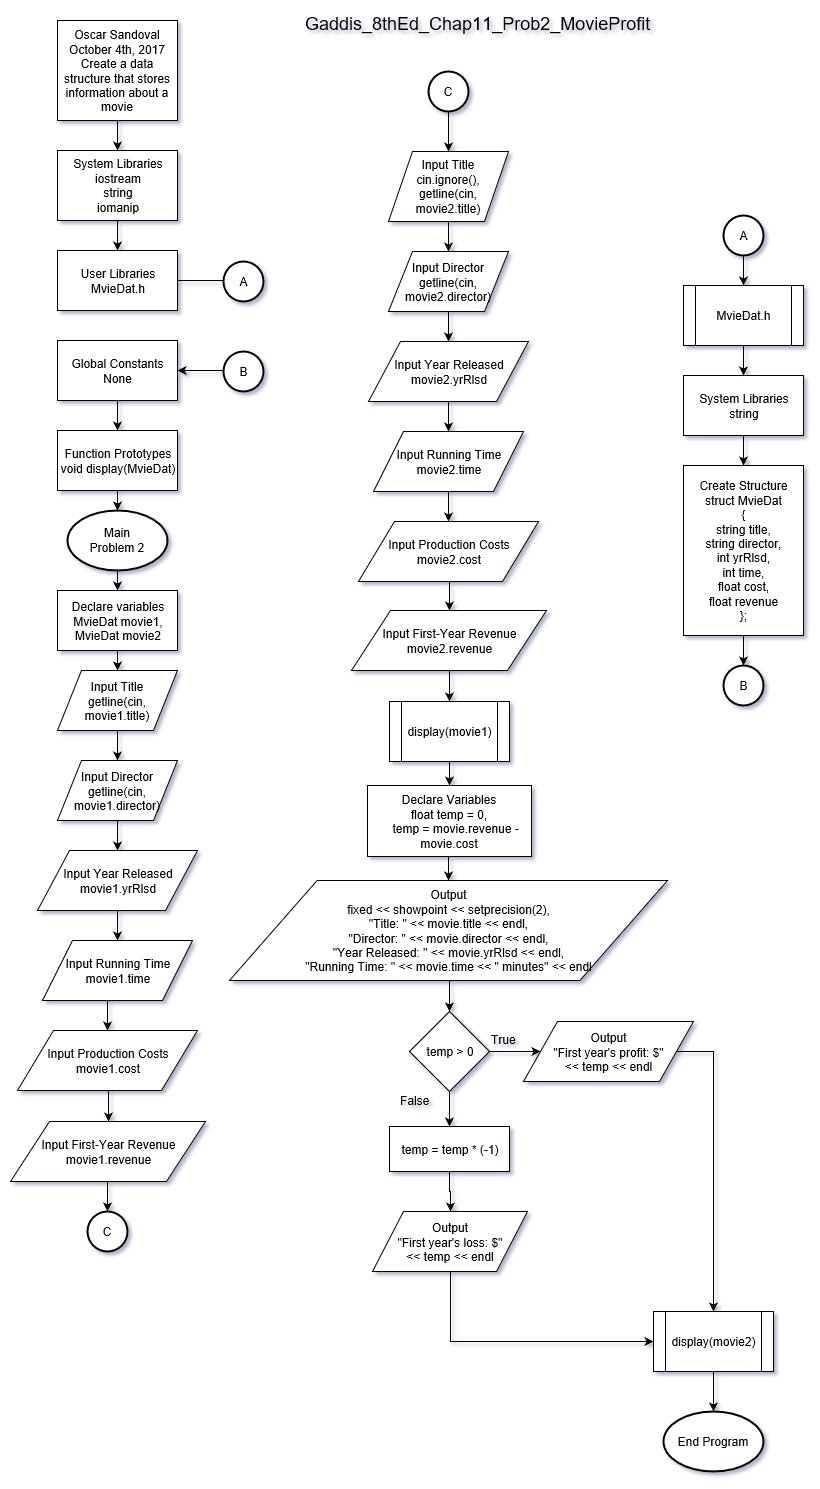 Gaddis_8thEd_Chap11_Prob2_MovieProfit
Oscar Sandoval
October 4th, 2017
Create a data
structure that stores
information about a
movie
System Libraries
iostream
string
iomanip
User Libraries
MvieDat.h
A
Global Constants
None
B
Function Prototypes
void display(MvieDat)
Main
Problem 2
Declare variables
MvieDat movie1,
MvieDat movie2
Input Title
getline(cin,
movie1.title)
Input Director
getline(cin,
movie1.director)
Input Year Released
movie1.yrRlsd
Input Running Time
movie1.time
Input Production Costs
movie1.cost
Input First-Year Revenue
movie1.revenue
C
C
Input Title
cin.ignore(),
getline(cin,
movie2.title)
Input Director
getline(cin,
movie2.director)
Input Year Released
movie2.yrRlsd
Input Running Time
movie2.time
Input Production Costs
movie2.cost
Input First-Year Revenue
movie2.revenue
display(movie1)
Declare Variables
float temp = 0,
temp = movie.revenue -
movie.cost
Output
fixed << showpoint << setprecision(2),
"Title: " << movie.title << endl,
"Director: " << movie.director << endl,
"Year Released: " << movie.yrRlsd << endl,
"Running Time: " << movie.time << " minutes" << endl
temp > 0
True
Output
"First year's profit: $"
<< temp << endl
False
temp = temp * (-1)
Output
"First year's loss: $"
<< temp << endl
display(movie2)
End Program
A
MvieDat.h
System Libraries
string
Create Structure
struct MvieDat
{
string title,
string director,
int yrRlsd,
int time,
float cost,
float revenue
};
B